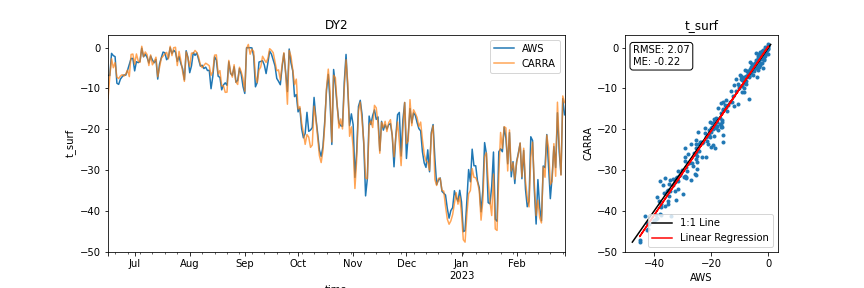 DY2
t_surf
0
−10
−20
−30
−40
−50
AWS
CARRA
Jul
Aug
Sep
Oct
Nov
Dec
Jan
2023
Feb
time
t_surf
RMSE: 2.07
ME: -0.22
CARRA
0
−10
−20
−30
−40
−50
1:1 Line
Linear Regression
−40
−20
0
AWS